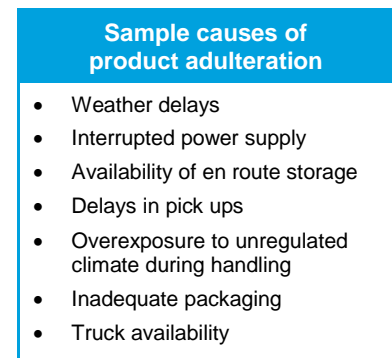 Sample causes of
product adulteration
• Weather delays
• Interrupted power supply
• Availability of en route storage
• Delays in pick ups
• Overexposure to unregulated
climate during handling
• Inadequate packaging
• Truck availability